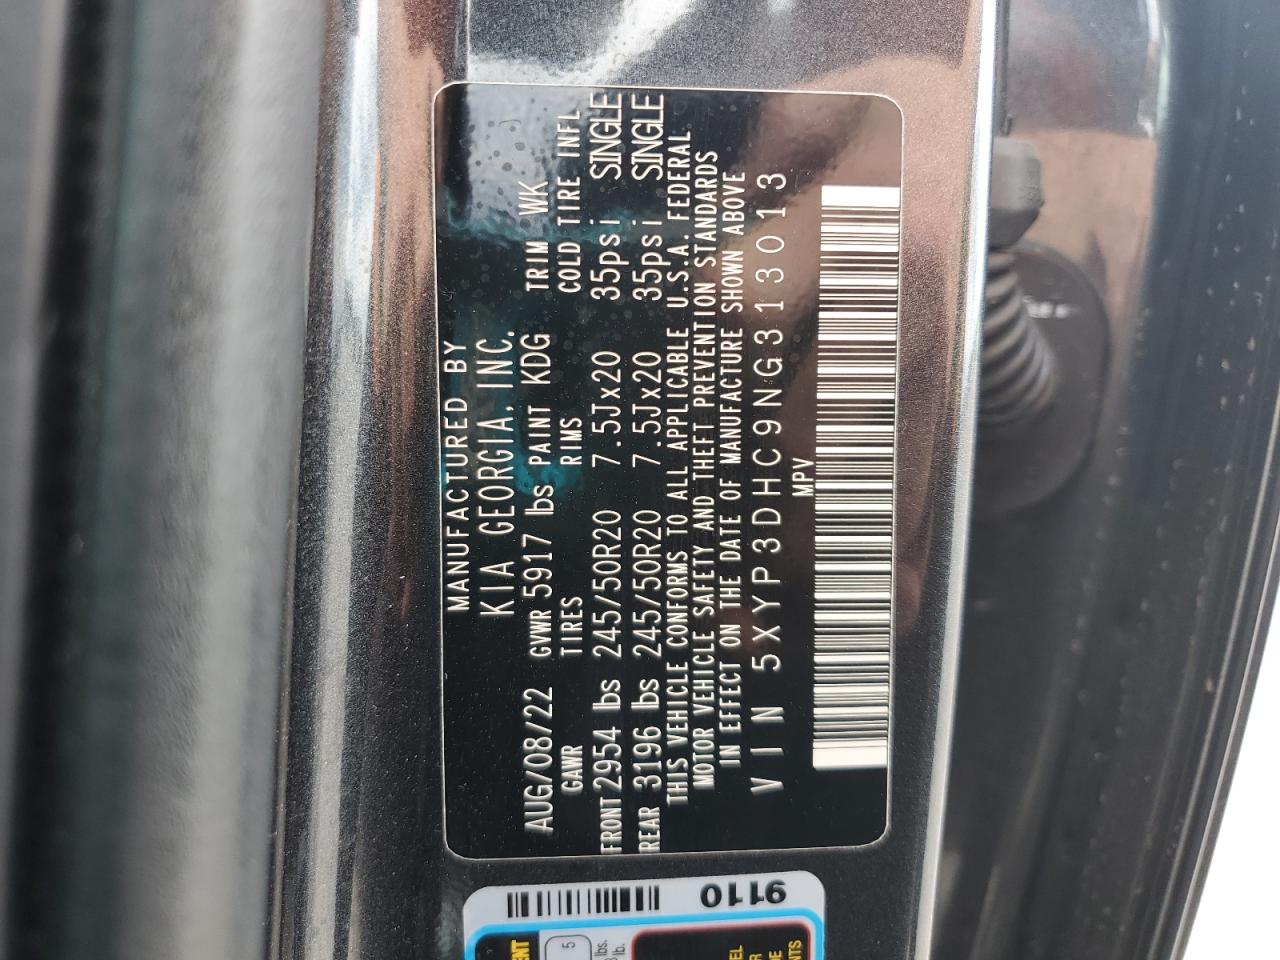 MANUFACTURED BY
KIA GEORGIA, INC.
AUG/08/22 GVWR 5917 lbs PAINT KDG TRIM WK
GAWR TIRES RIMS COLD TIRE INFL
FRONT 2954 lbs 245/50R20 7.5Jx20 35psi SINGLE
REAR 3196 lbs 245/50R20 7.5Jx20 35psi SINGLE
THIS VEHICLE CONFORMS TO ALL APPLICABLE U.S.A. FEDERAL
MOTOR VEHICLE SAFETY AND THEFT PREVENTION STANDARDS
IN EFFECT ON THE DATE OF MANUFACTURE SHOWN ABOVE
VIN 5XYP3DHC9NG313013
MPV
9110
5
lbs.
lb.